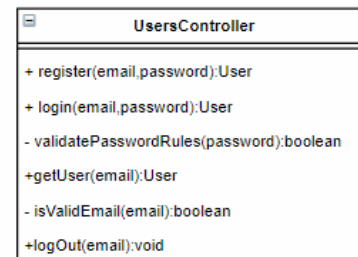 UsersController
+ register(email,password):User
+ login(email,password):User
- validatePasswordRules(password):boolean
+getUser(email):User
- isValidEmail(email):boolean
+logOut(email):void